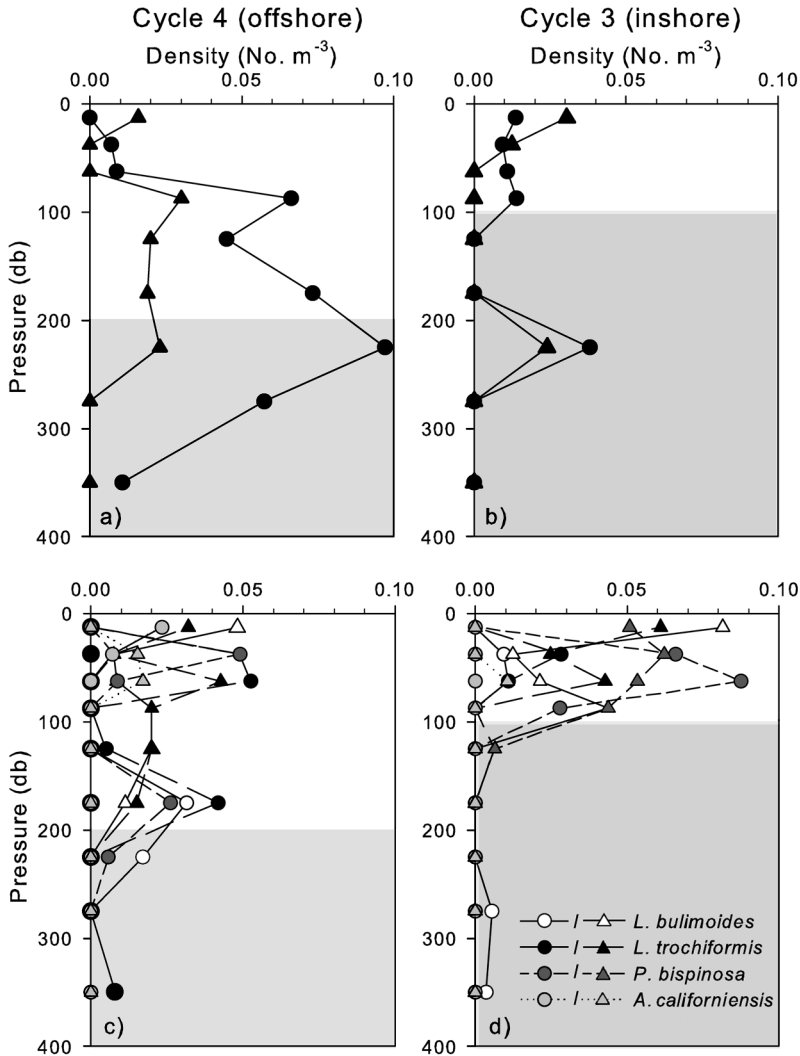 Cycle 4 (offshore)
Cycle 3 (inshore)
Density (No. m-3)
Density (No. m-3)
0.00 0.05 0.10
0.00 0.05 0.10
0
100
200
300
400
Pressure (db)
a)
0
100
200
300
400
b)
0.00 0.05 0.10
0.00 0.05 0.10
0
100
200
300
400
Pressure (db)
c)
0
100
200
300
400
/ L. bulimoides
/ L. trochiformis
/ P. bispinosa
/ A. californiensis
d)